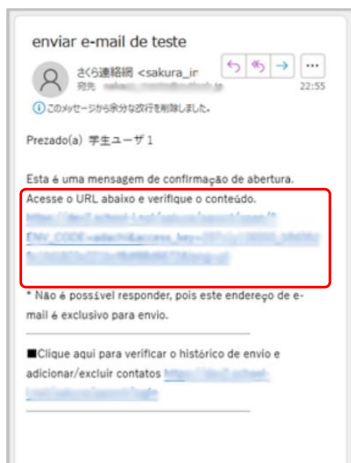 enviar e-mail de teste
さくら連絡網 <sakura_in
宛先
22:55
このメッセージから余分な改行を削除しました。
Prezado(a) 学生ユーザ1
Esta é uma mensagem de confirmação de abertura.
Acesse o URL abaixo e verifique o conteúdo.
* Não é possível responder, pois este endereço de e-
mail é exclusivo para envio.
■Clique aqui para verificar o histórico de envio e
adicionar/excluir contatos